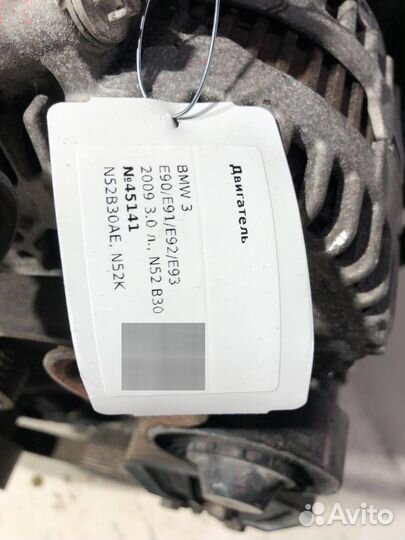 Двигатель
BMW 3
E90/E91/E92/E93
2009 3.0 л., N52 B30
№45141
N52B30AE, N52K
Avito